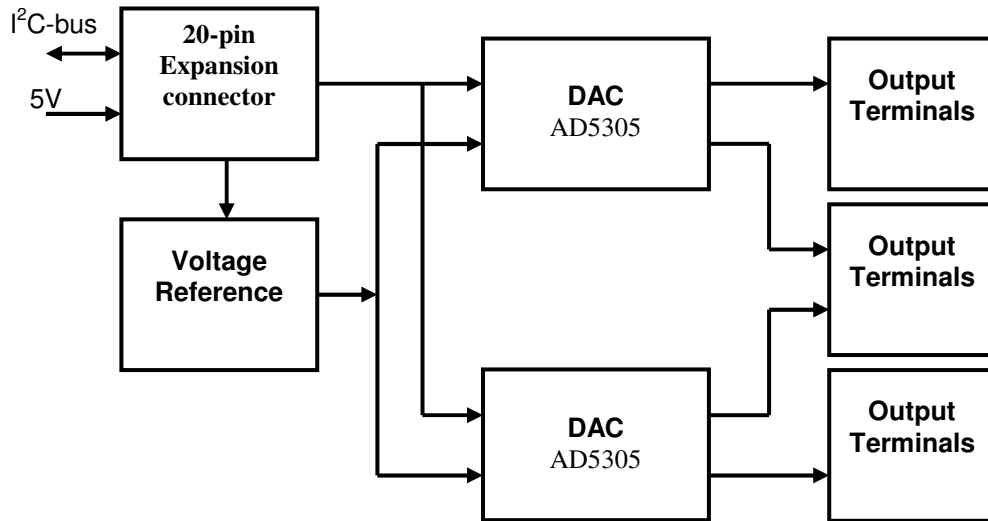 I²C-bus
5V
20-pin
Expansion
connector
Voltage
Reference
DAC
AD5305
DAC
AD5305
Output
Terminals
Output
Terminals
Output
Terminals